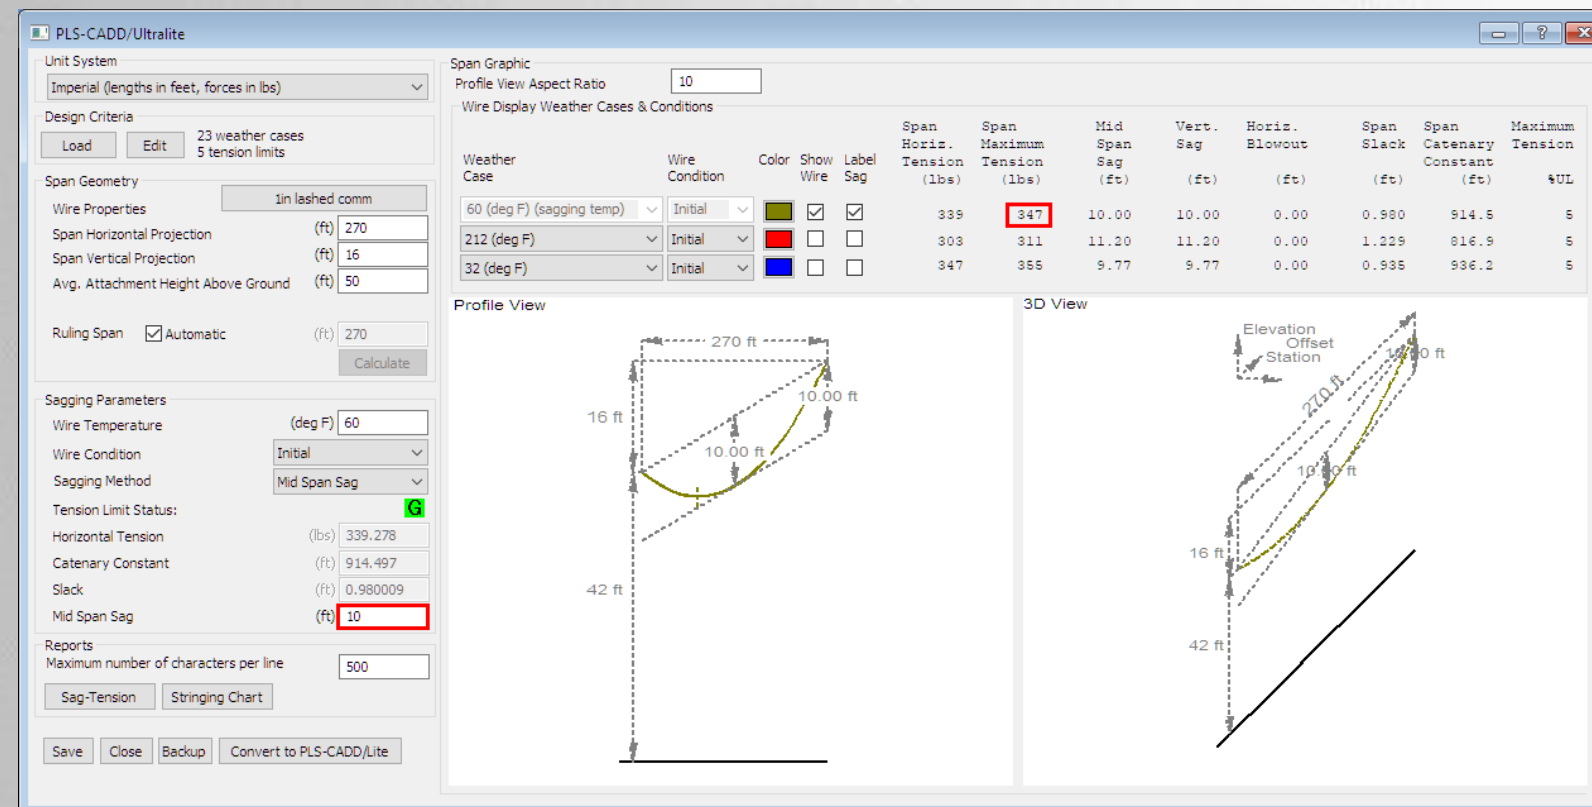 PLS-CADD/Ultralite
Unit System
Imperial (lengths in feet, forces in lbs)
Design Criteria
Load Edit 23 weather cases
5 tension limits
Span Geometry
Wire Properties 1in lashed comm
Span Horizontal Projection (ft) 270
Span Vertical Projection (ft) 16
Avg. Attachment Height Above Ground (ft) 50
Ruling Span Automatic (ft) 270
Calculate
Sagging Parameters
Wire Temperature (deg F) 60
Wire Condition Initial
Sagging Method Mid Span Sag
Tension Limit Status: G
Horizontal Tension (lbs) 339.278
Catenary Constant (ft) 914.497
Slack (ft) 0.980009
Mid Span Sag (ft) 10
Reports
Maximum number of characters per line 500
Sag-Tension Stringing Chart
Save Close Backup Convert to PLS-CADD/Lite
Span Graphic
Profile View Aspect Ratio 10
Wire Display Weather Cases & Conditions
Span Span Mid Vert. Horiz. Span Span Maximum
Horiz. Maximum Span Sag Blowout Slack Catenary Tension
Weather Wire Color Show Label Tension Tension Sag Constant
Case Condition Wire Sag (lbs) (lbs) (ft) (ft) (ft) (ft) (ft) %UL
60 (deg F) (sagging temp) Initial 339 347 10.00 10.00 0.00 0.980 914.5 5
212 (deg F) Initial 303 311 11.20 11.20 0.00 1.229 816.9 5
32 (deg F) Initial 347 355 9.77 9.77 0.00 0.935 936.2 5
Profile View
270 ft
16 ft
10.00 ft
10.00 ft
42 ft
3D View
Elevation
Offset
Station
10.00 ft
270 ft
10.00 ft
16 ft
42 ft